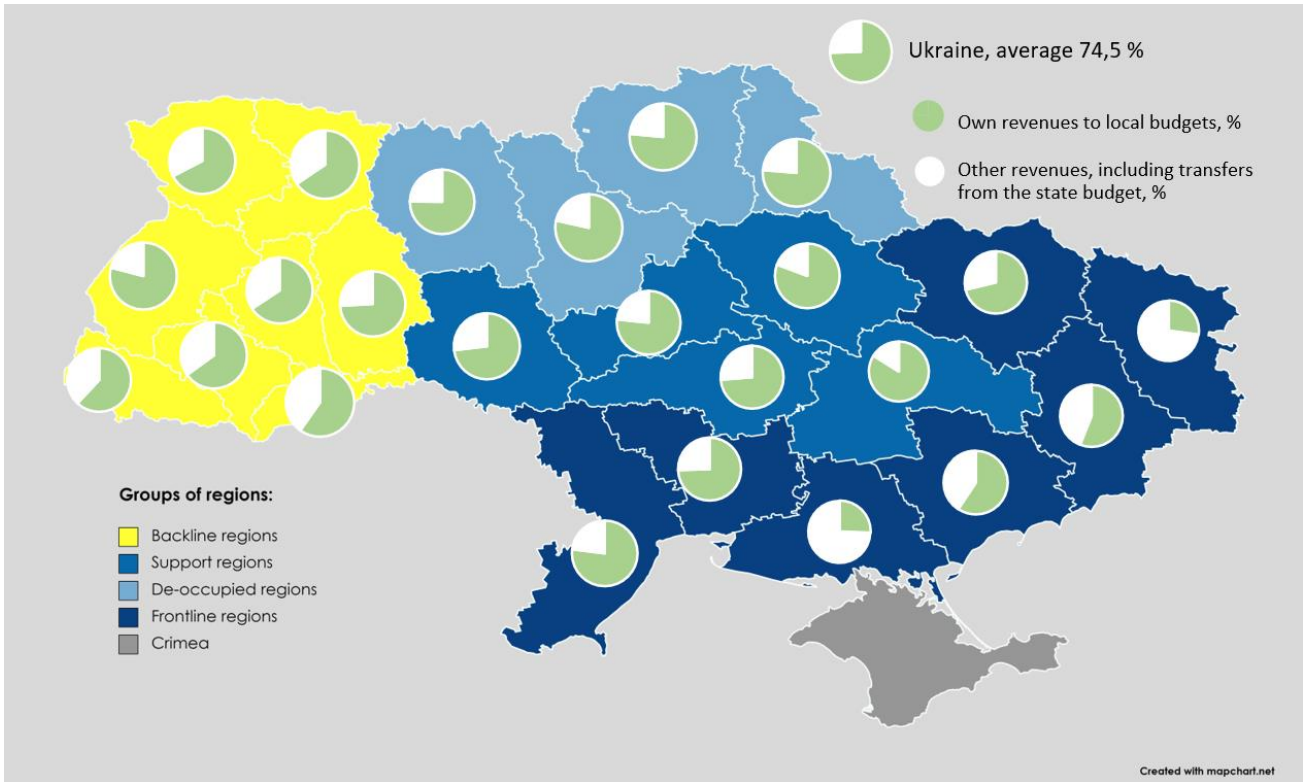 Ukraine, average 74,5 %
Own revenues to local budgets, %
Other revenues, including transfers
from the state budget, %
Groups of regions:
Backline regions
Support regions
De-occupied regions
Frontline regions
Crimea
Created with mapchart.net